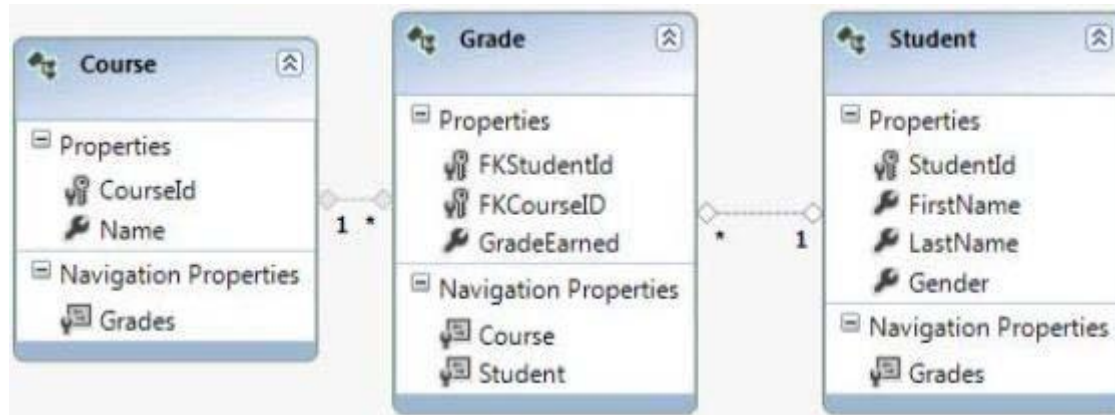 Course
Properties
CourseId
Name
Navigation Properties
Grades
1 *
Grade
Properties
FKStudentId
FKCourseID
GradeEarned
Navigation Properties
Course
Student
* 1
Student
Properties
StudentId
FirstName
LastName
Gender
Navigation Properties
Grades